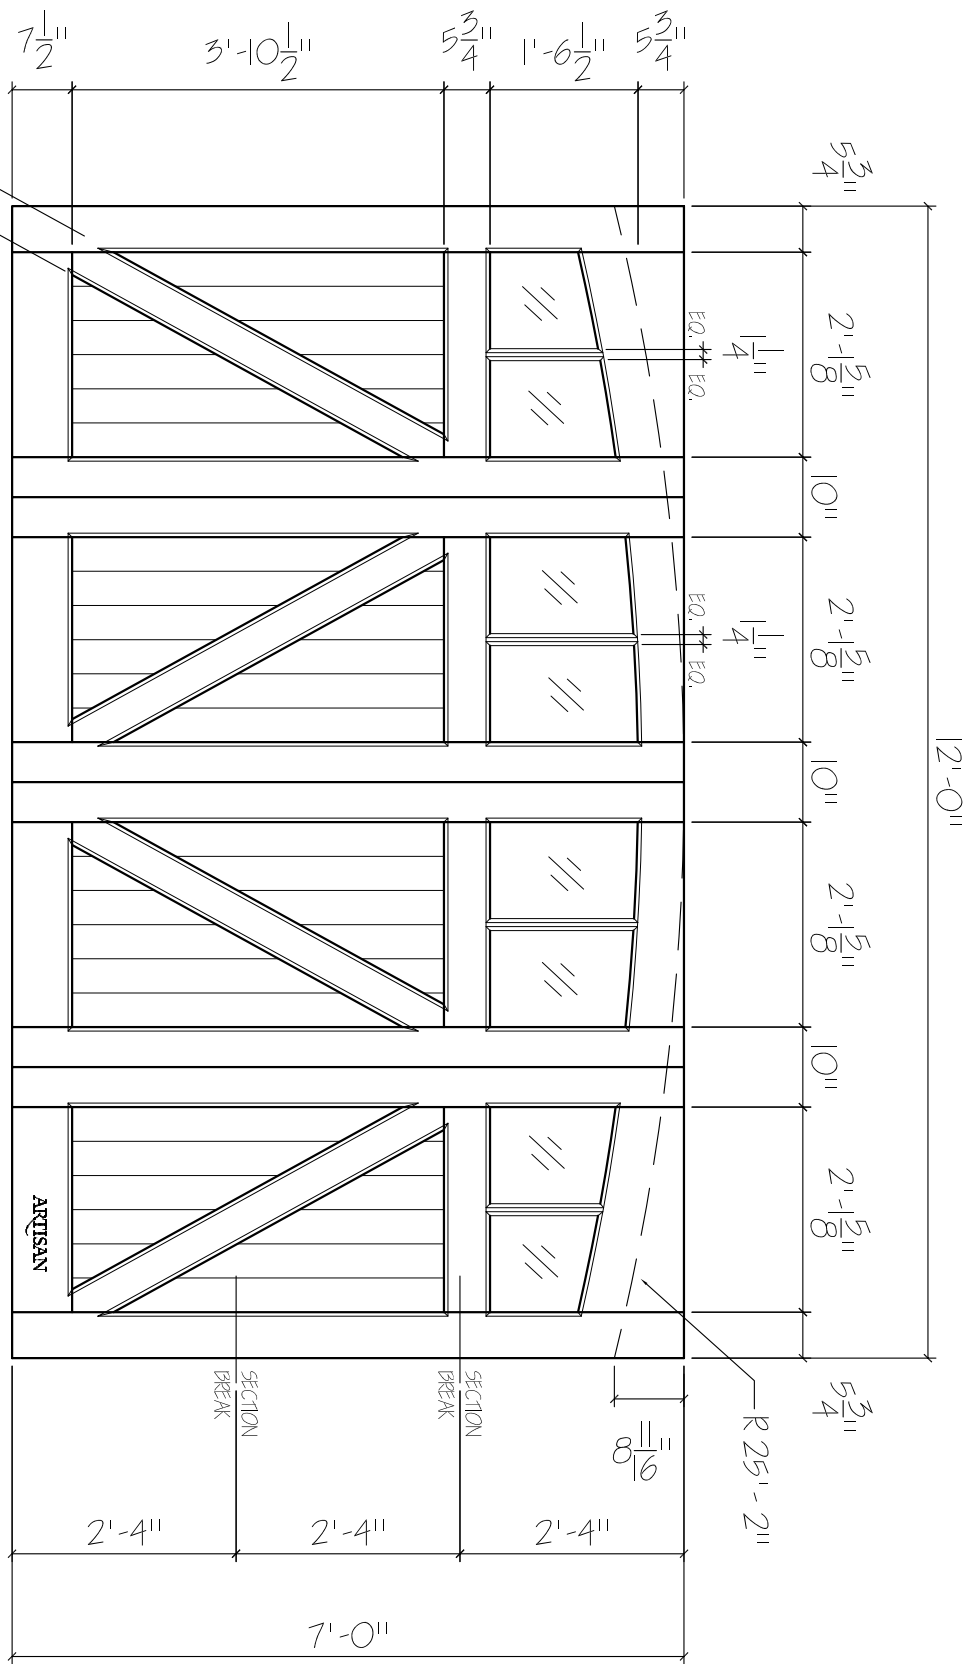 7 1/2"
3'-10 1/2"
5 3/4"
1'-6 1/2"
5 3/4"
12'-0"
5 3/4"
2'-1 5/8"
10"
2'-1 5/8"
10"
2'-1 5/8"
10"
2'-1 5/8"
5 3/4"
1 1/4"
EQ.
EQ.
1 1/4"
EQ.
EQ.
R 25'-2"
8 11/16"
SECTION
BREAK
SECTION
BREAK
2'-4"
2'-4"
2'-4"
7'-0"
ARTISAN